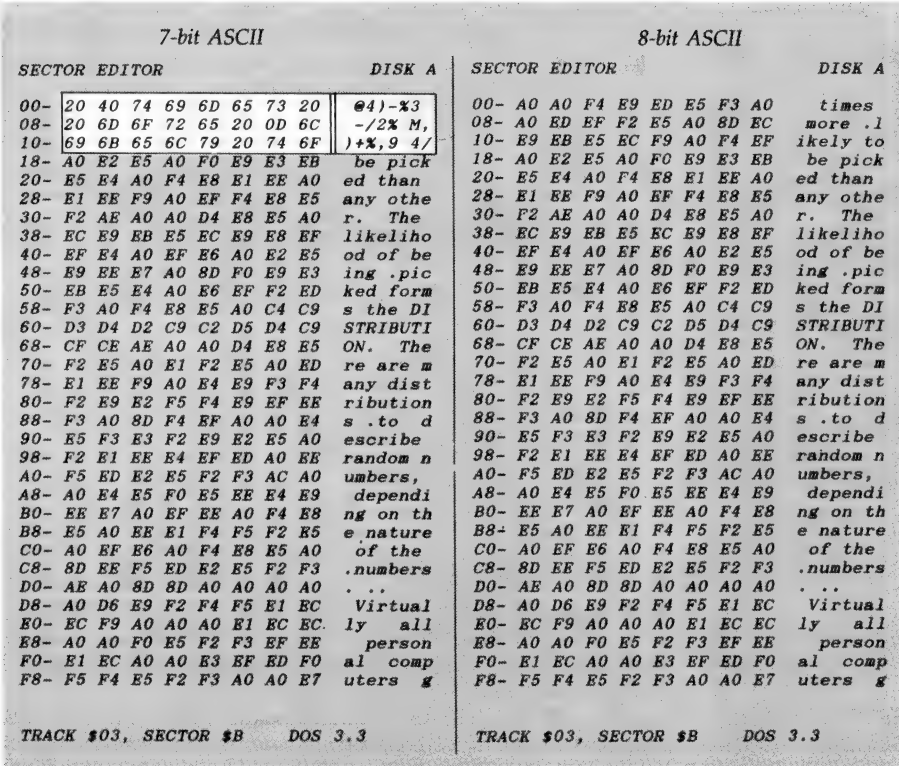 7-bit ASCII
SECTOR EDITOR DISK A
00- 20 40 74 69 6D 65 73 20 @4)-%3
08- 20 6D 6F 72 65 20 0D 6C -/2% M,
10- 69 6B 65 6C 79 20 74 6F )+%,9 4/
18- A0 E2 E5 A0 F0 E9 E3 EB be pick
20- E5 E4 A0 F4 E8 E1 EE A0 ed than
28- E1 EE F9 A0 EF F4 E8 E5 any othe
30- F2 AE A0 A0 D4 E8 E5 A0 r. The
38- EC E9 EB E5 EC E9 E8 EF likeliho
40- EF E4 A0 EF E6 A0 E2 E5 od of be
48- E9 EE E7 A0 8D F0 E9 E3 ing .pic
50- EB E5 E4 A0 E6 EF F2 ED ked form
58- F3 A0 F4 E8 E5 A0 C4 C9 s the DI
60- D3 D4 D2 C9 C2 D5 D4 C9 STRIBUTI
68- CF CE AE A0 A0 D4 E8 E5 ON. The
70- F2 E5 A0 E1 F2 E5 A0 ED re are m
78- E1 EE F9 A0 E4 E9 F3 F4 any dist
80- F2 E9 E2 F5 F4 E9 EF EE ribution
88- F3 A0 8D F4 EF A0 A0 E4 s .to d
90- E5 F3 E3 F2 E9 E2 E5 A0 escribe
98- F2 E1 EE E4 EF ED A0 EE random n
A0- F5 ED E2 E5 F2 F3 AC A0 umbers,
A8- A0 E4 E5 F0 E5 EE E4 E9 dependi
B0- EE E7 A0 EF EE A0 F4 E8 ng on th
B8- E5 A0 EE E1 F4 F5 F2 E5 e nature
C0- A0 EF E6 A0 F4 E8 E5 A0 of the
C8- 8D EE F5 ED E2 E5 F2 F3 .numbers
D0- AE A0 8D 8D A0 A0 A0 A0 . ..
D8- A0 D6 E9 F2 F4 F5 E1 EC Virtual
E0- EC F9 A0 A0 A0 E1 EC EC ly all
E8- A0 A0 F0 E5 F2 F3 EF EE person
F0- E1 EC A0 A0 E3 EF ED F0 al comp
F8- F5 F4 E5 F2 F3 A0 A0 E7 uters g
TRACK $03, SECTOR $B DOS 3.3
8-bit ASCII
SECTOR EDITOR DISK A
00- A0 A0 F4 E9 ED E5 F3 A0 times
08- A0 ED EF F2 E5 A0 8D EC more .l
10- E9 EB E5 EC F9 A0 F4 EF ikely to
18- A0 E2 E5 A0 F0 E9 E3 EB be pick
20- E5 E4 A0 F4 E8 E1 EE A0 ed than
28- E1 EE F9 A0 EF F4 E8 E5 any othe
30- F2 AE A0 A0 D4 E8 E5 A0 r. The
38- EC E9 EB E5 EC E9 E8 EF likeliho
40- EF E4 A0 EF E6 A0 E2 E5 od of be
48- E9 EE E7 A0 8D F0 E9 E3 ing .pic
50- EB E5 E4 A0 E6 EF F2 ED ked form
58- F3 A0 F4 E8 E5 A0 C4 C9 s the DI
60- D3 D4 D2 C9 C2 D5 D4 C9 STRIBUTI
68- CF CE AE A0 A0 D4 E8 E5 ON. The
70- F2 E5 A0 E1 F2 E5 A0 ED re are m
78- E1 EE F9 A0 E4 E9 F3 F4 any dist
80- F2 E9 E2 F5 F4 E9 EF EE ribution
88- F3 A0 8D F4 EF A0 A0 E4 s .to d
90- E5 F3 E3 F2 E9 E2 E5 A0 escribe
98- F2 E1 EE E4 EF ED A0 EE random n
A0- F5 ED E2 E5 F2 F3 AC A0 umbers,
A8- A0 E4 E5 F0 E5 EE E4 E9 dependi
B0- EE E7 A0 EF EE A0 F4 E8 ng on th
B8- E5 A0 EE E1 F4 F5 F2 E5 e nature
C0- A0 EF E6 A0 F4 E8 E5 A0 of the
C8- 8D EE F5 ED E2 E5 F2 F3 .numbers
D0- AE A0 8D 8D A0 A0 A0 A0 . ..
D8- A0 D6 E9 F2 F4 F5 E1 EC Virtual
E0- EC F9 A0 A0 A0 E1 EC EC ly all
E8- A0 A0 F0 E5 F2 F3 EF EE person
F0- E1 EC A0 A0 E3 EF ED F0 al comp
F8- F5 F4 E5 F2 F3 A0 A0 E7 uters g
TRACK $03, SECTOR $B DOS 3.3